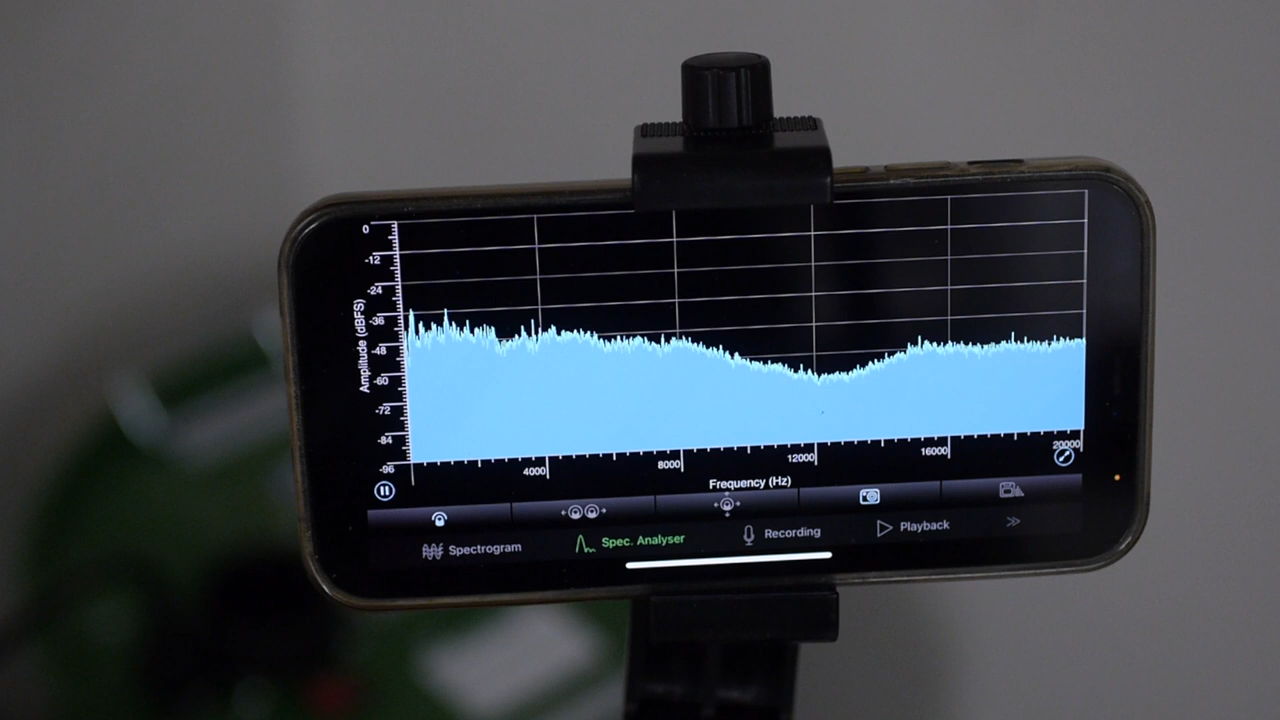 0
-12
-24
-36
-48
-60
-72
-84
-96
Amplitude (dBFS)
4000
8000
12000
16000
20000
Frequency (Hz)
Spectrogram
Spec. Analyser
Recording
Playback